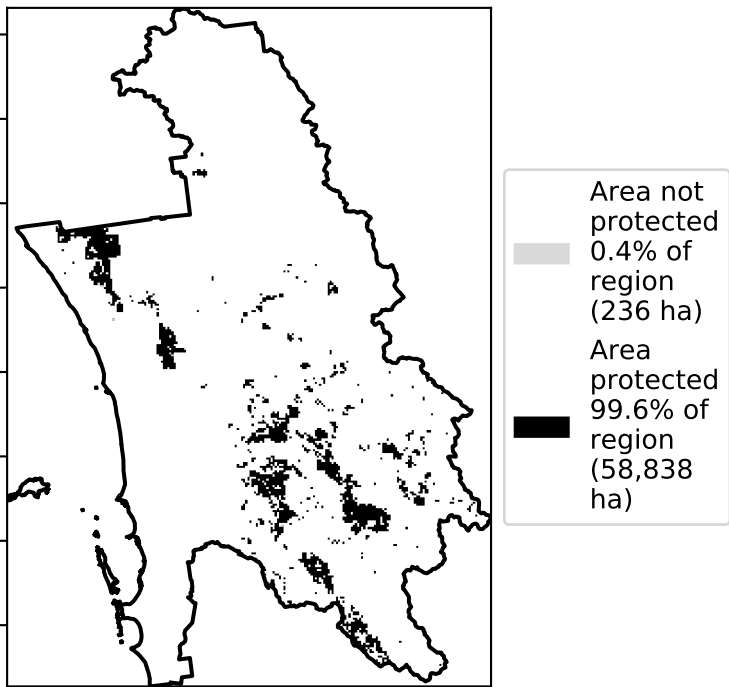 Area not
protected
0.4% of
region
(236 ha)
Area
protected
99.6% of
region
(58,838
ha)